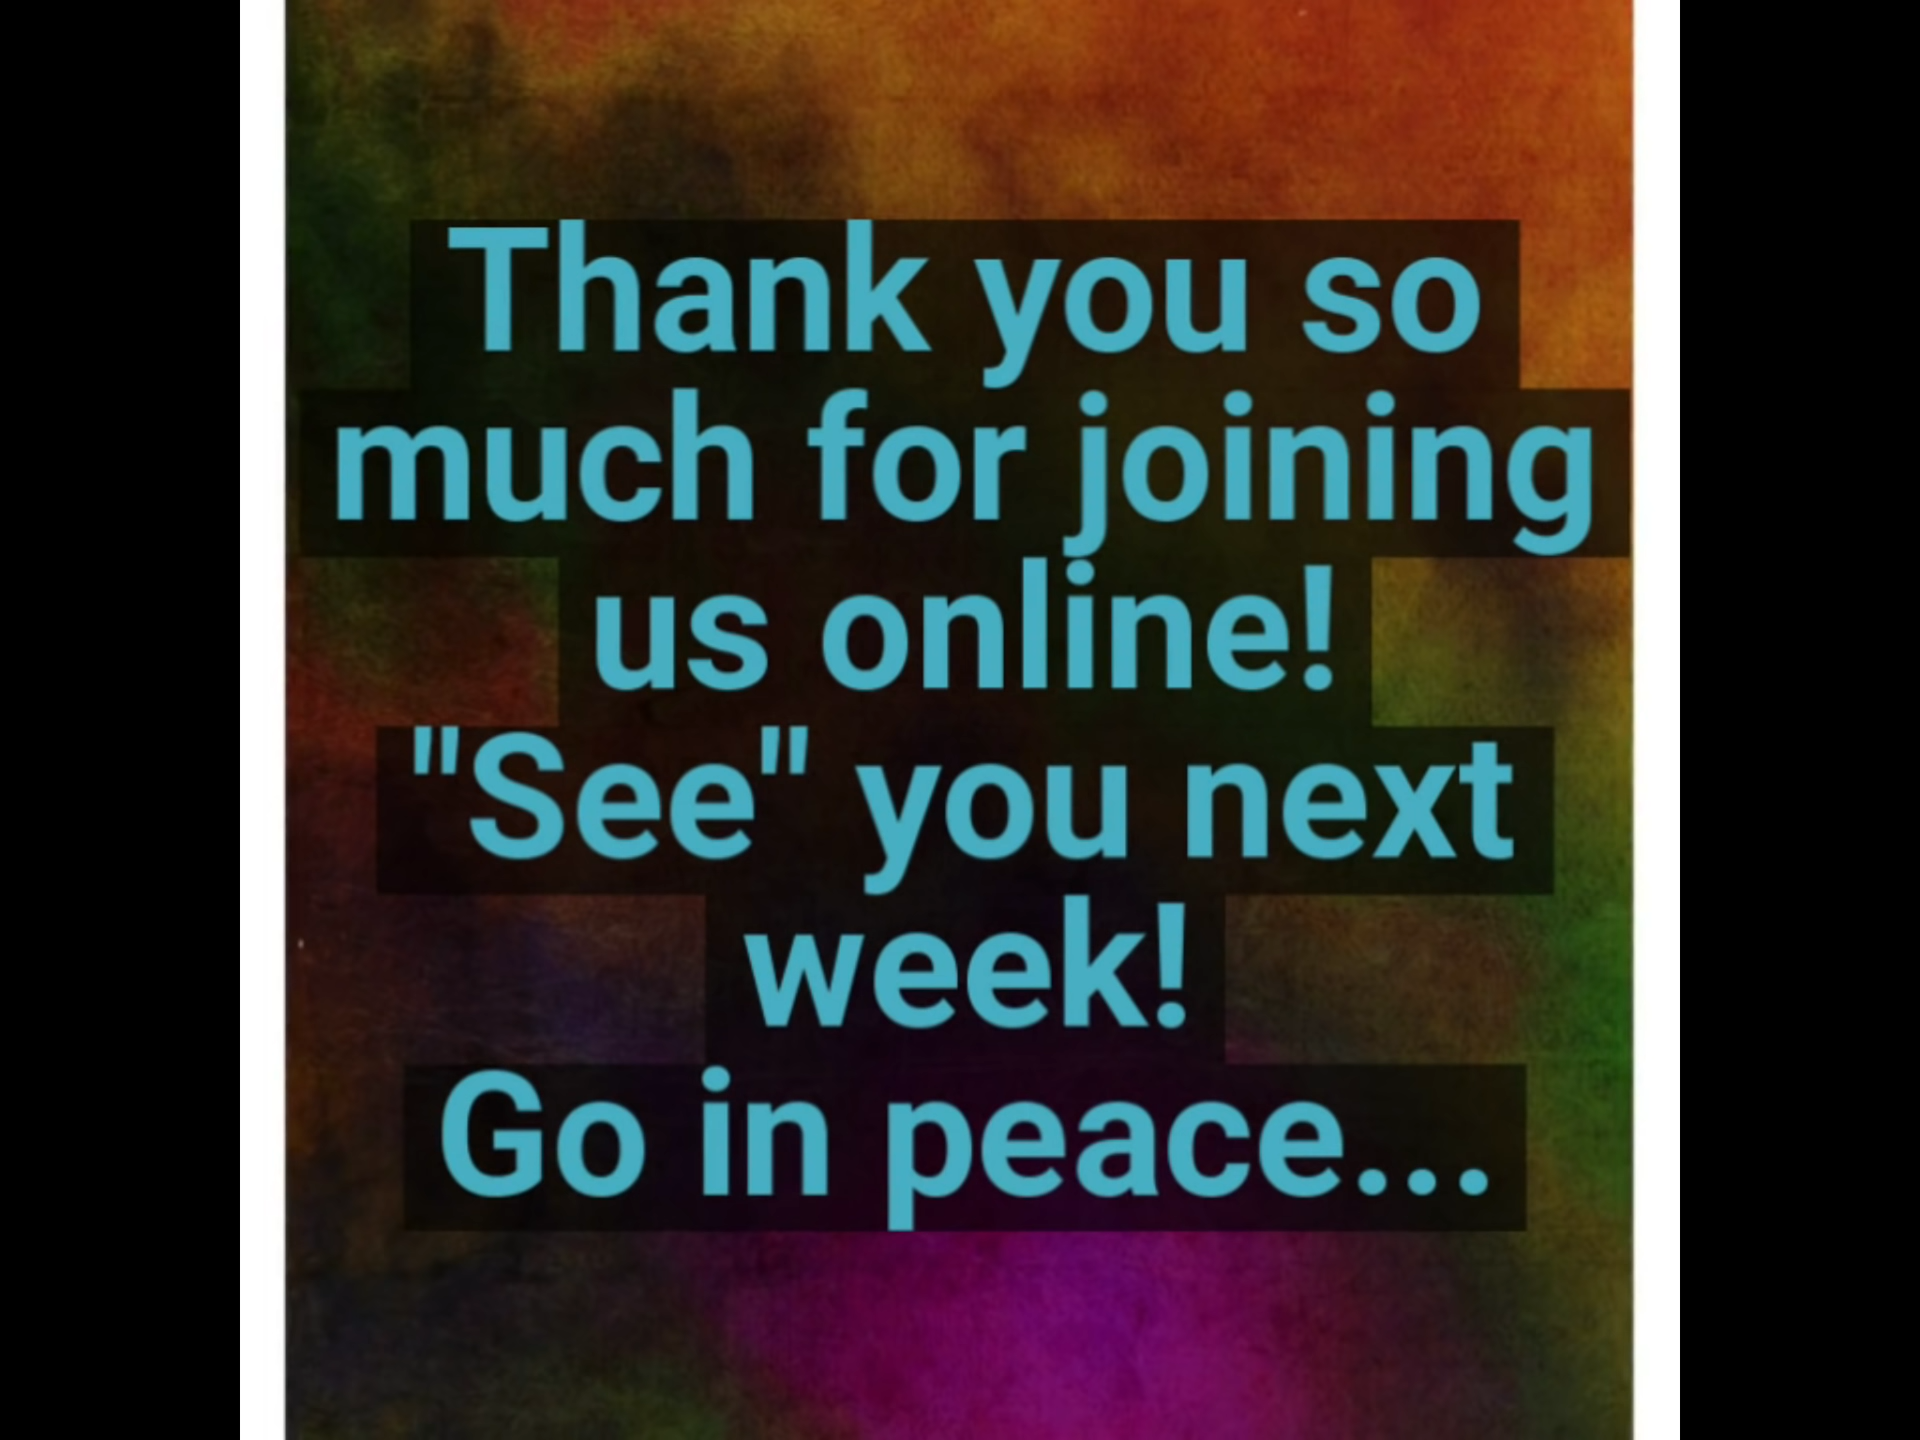 Thank you so
much for joining
us online!
"See" you next
week!
Go in peace...